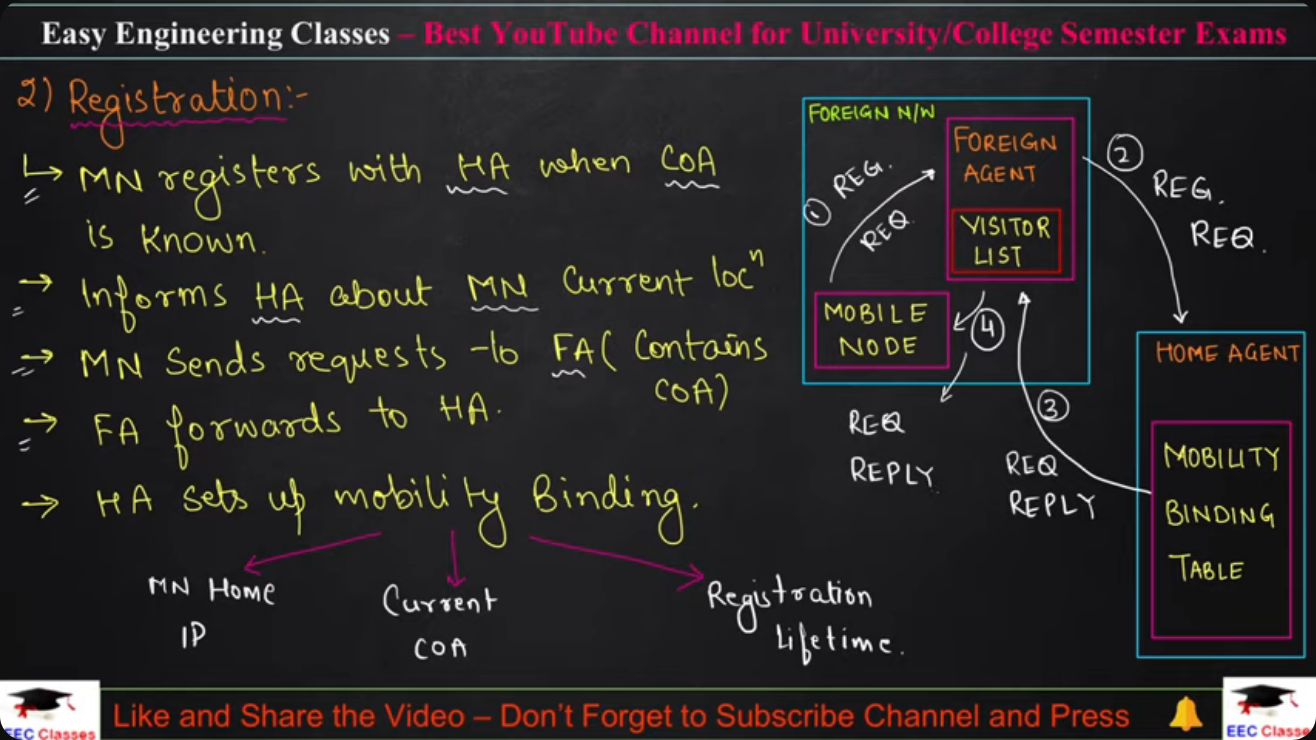 Easy Engineering Classes – Best YouTube Channel for University/College Semester Exams
2) Registration:-
MN registers with HA when COA
is known.
Informs HA about MN Current locⁿ
MN Sends requests to FA (Contains
COA)
FA forwards to HA.
HA sets up mobility Binding.
MN Home
IP
Current
COA
Registration
Lifetime.
FOREIGN N/W
FOREIGN
AGENT
VISITOR
LIST
MOBILE
NODE
① REG.
REQ.
② REG.
REQ.
HOME AGENT
MOBILITY
BINDING
TABLE
③
REQ
REPLY
④
REQ
REPLY
EEC Classes
Like and Share the Video – Don't Forget to Subscribe Channel and Press
EEC Classe